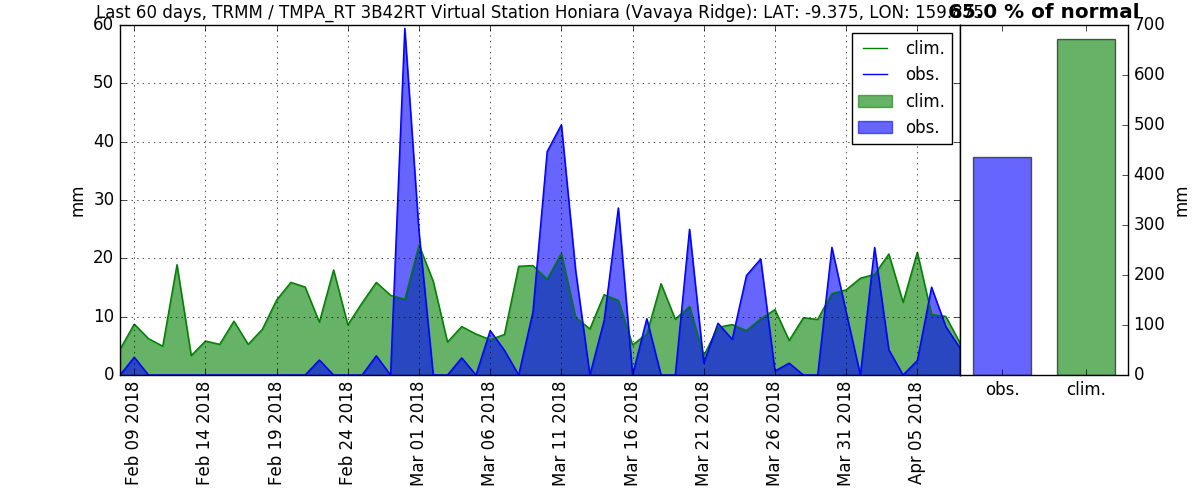 Last 60 days, TRMM / TMPA_RT 3B42RT Virtual Station Honiara (Vavaya Ridge): LAT: -9.375, LON:
% of normal
60
50
40
30
20
10
0
mm
clim.
obs.
clim.
obs.
700
600
500
400
300
200
100
0
mm
obs.
clim.
Feb 09 2018
Feb 14 2018
Feb 19 2018
Feb 24 2018
Mar 01 2018
Mar 06 2018
Mar 11 2018
Mar 16 2018
Mar 21 2018
Mar 26 2018
Mar 31 2018
Apr 05 2018